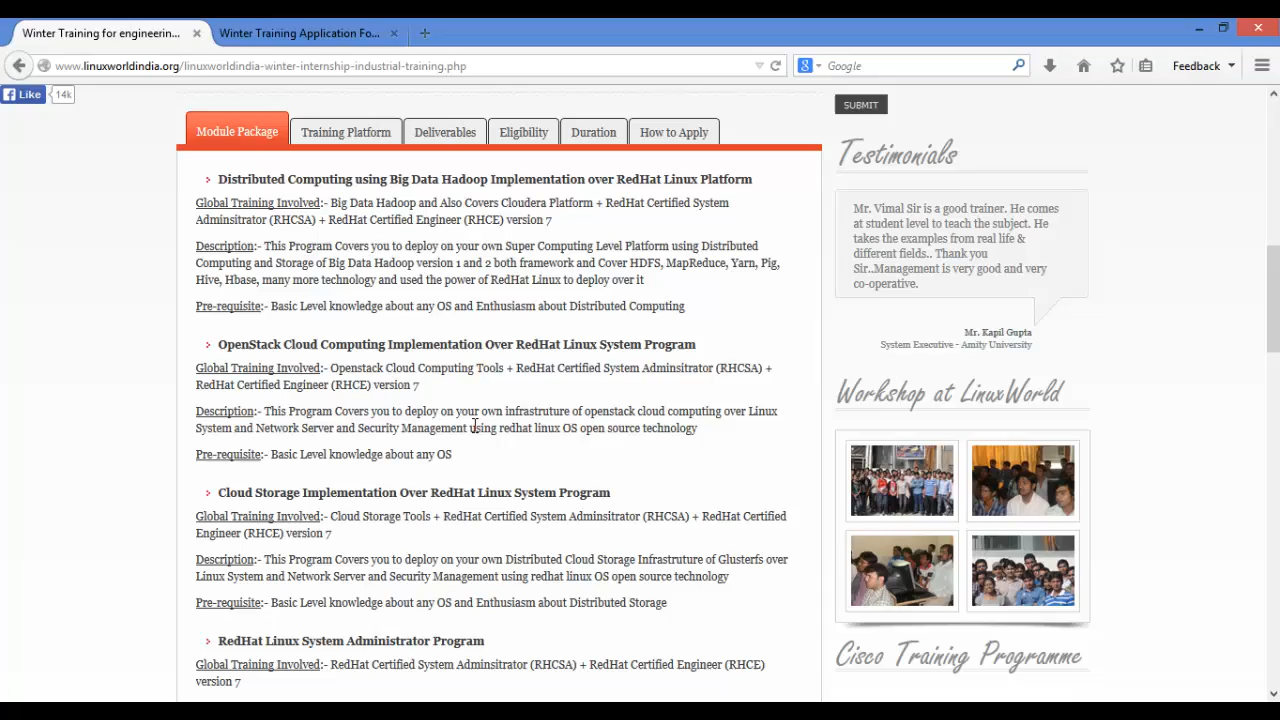 Winter Training for engineerin...
Winter Training Application Fo...
www.linuxworldindia.org/linuxworldindia-winter-internship-industrial-training.php
Google
Feedback
Like
14k
Module Package
Training Platform
Deliverables
Eligibility
Duration
How to Apply
Distributed Computing using Big Data Hadoop Implementation over RedHat Linux Platform
Global Training Involved:- Big Data Hadoop and Also Covers Cloudera Platform + RedHat Certified System
Adminsitrator (RHCSA) + RedHat Certified Engineer (RHCE) version 7
Description:- This Program Covers you to deploy on your own Super Computing Level Platform using Distributed
Computing and Storage of Big Data Hadoop version 1 and 2 both framework and Cover HDFS, MapReduce, Yarn, Pig,
Hive, Hbase, many more technology and used the power of RedHat Linux to deploy over it
Pre-requisite:- Basic Level knowledge about any OS and Enthusiasm about Distributed Computing
OpenStack Cloud Computing Implementation Over RedHat Linux System Program
Global Training Involved:- Openstack Cloud Computing Tools + RedHat Certified System Adminsitrator (RHCSA) +
RedHat Certified Engineer (RHCE) version 7
Description:- This Program Covers you to deploy on your own infrastruture of openstack cloud computing over Linux
System and Network Server and Security Management using redhat linux OS open source technology
Pre-requisite:- Basic Level knowledge about any OS
Cloud Storage Implementation Over RedHat Linux System Program
Global Training Involved:- Cloud Storage Tools + RedHat Certified System Adminsitrator (RHCSA) + RedHat Certified
Engineer (RHCE) version 7
Description:- This Program Covers you to deploy on your own Distributed Cloud Storage Infrastruture of Glusterfs over
Linux System and Network Server and Security Management using redhat linux OS open source technology
Pre-requisite:- Basic Level knowledge about any OS and Enthusiasm about Distributed Storage
RedHat Linux System Administrator Program
Global Training Involved:- RedHat Certified System Adminsitrator (RHCSA) + RedHat Certified Engineer (RHCE)
version 7
SUBMIT
Testimonials
Mr. Vimal Sir is a good trainer. He comes
at student level to teach the subject. He
takes the examples from real life &
different fields.. Thank you
Sir..Management is very good and very
co-operative.
Mr. Kapil Gupta
System Executive - Amity University
Workshop at LinuxWorld
Cisco Training Programme